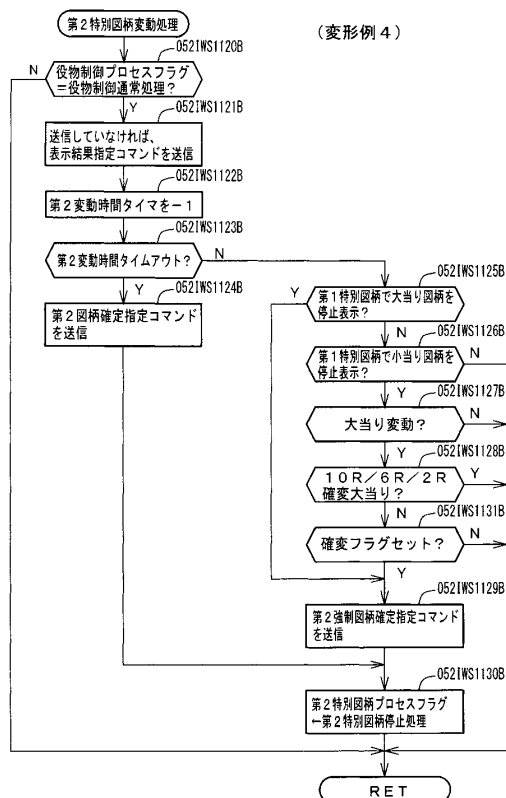 第2特別図柄変動処理
(変形例4)
052IWS1120B
N
役物制御プロセスフラグ
=役物制御通常処理?
Y
052IWS1121B
送信していなければ、
表示結果指定コマンドを送信
052IWS1122B
第2変動時間タイマを-1
052IWS1123B
第2変動時間タイムアウト?
N
Y
052IWS1124B
第2図柄確定指定コマンド
を送信
052IWS1125B
Y
第1特別図柄で大当り図柄を
停止表示?
N
052IWS1126B
第1特別図柄で小当り図柄を
停止表示?
N
Y
052IWS1127B
大当り変動?
N
Y
052IWS1128B
10R/6R/2R
確変大当り?
Y
N
052IWS1131B
確変フラグセット?
N
Y
052IWS1129B
第2強制図柄確定指定コマンド
を送信
052IWS1130B
第2特別図柄プロセスフラグ
←第2特別図柄停止処理
RET